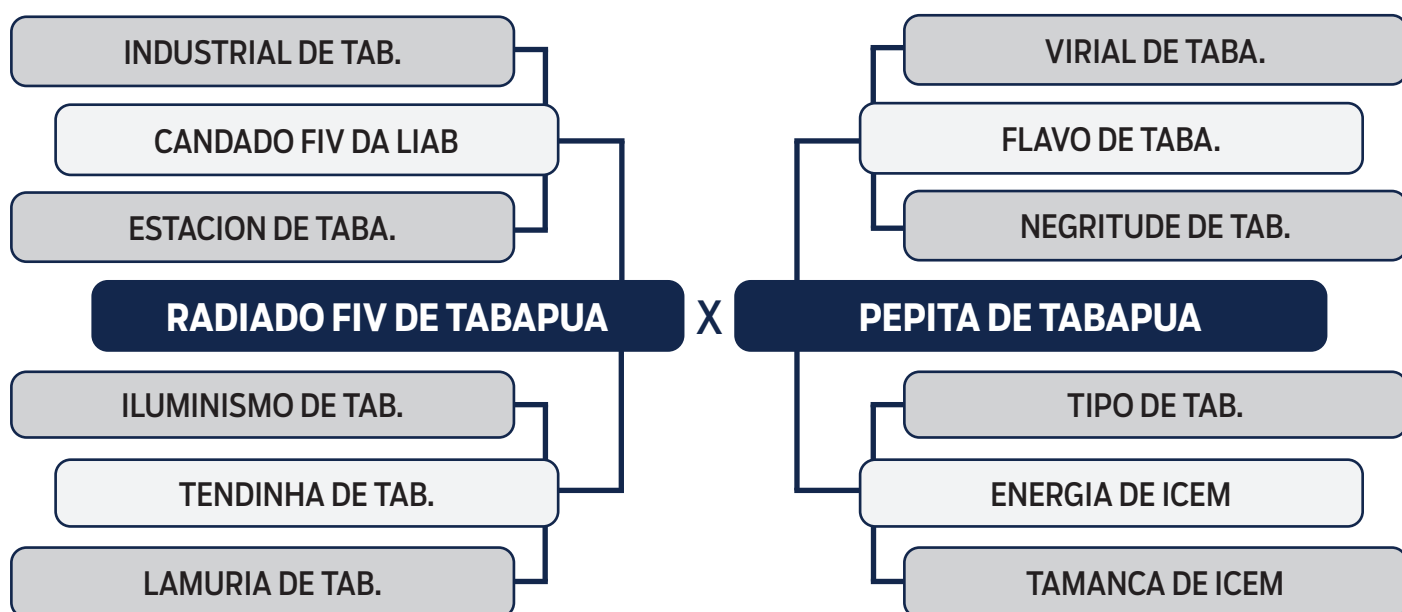 INDUSTRIAL DE TAB.
VIRIAL DE TABA.
CANDADO FIV DA LIAB
FLAVO DE TABA.
ESTACION DE TABA.
NEGRITUDE DE TAB.
RADIADO FIV DE TABAPUA X PEPITA DE TABAPUA
ILUMINISMO DE TAB.
TIPO DE TAB.
TENDINHA DE TAB.
ENERGIA DE ICEM
LAMURIA DE TAB.
TAMANCA DE ICEM